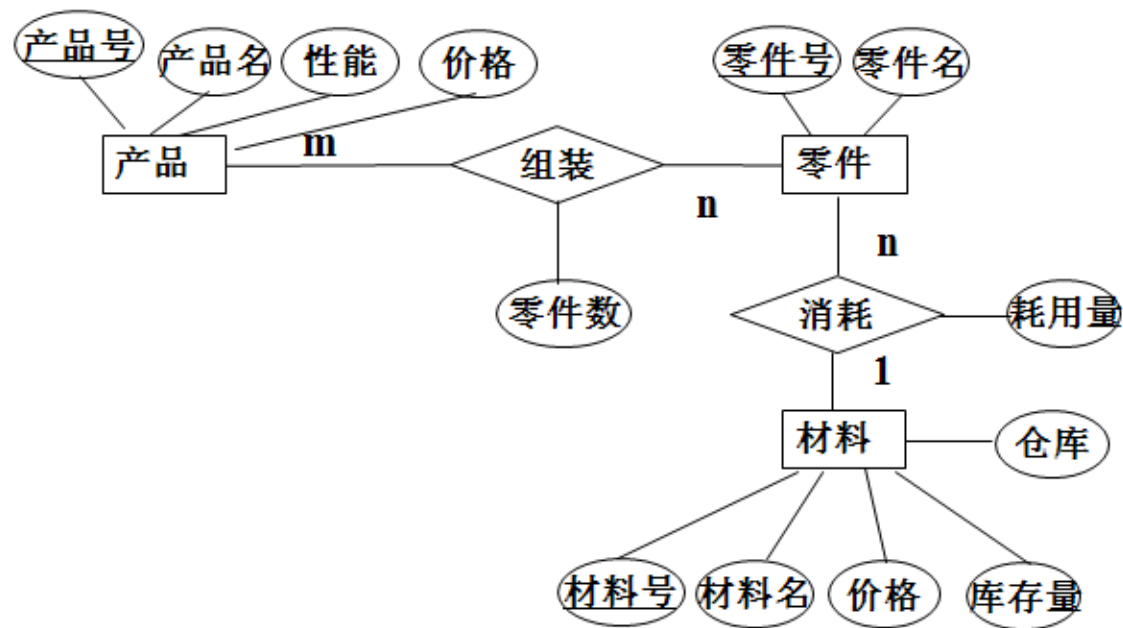 产品号 产品名 性能 价格 零件号 零件名
产品 m 组装 n 零件
n
零件数 消耗 耗用量
1
材料 仓库
材料号 材料名 价格 库存量